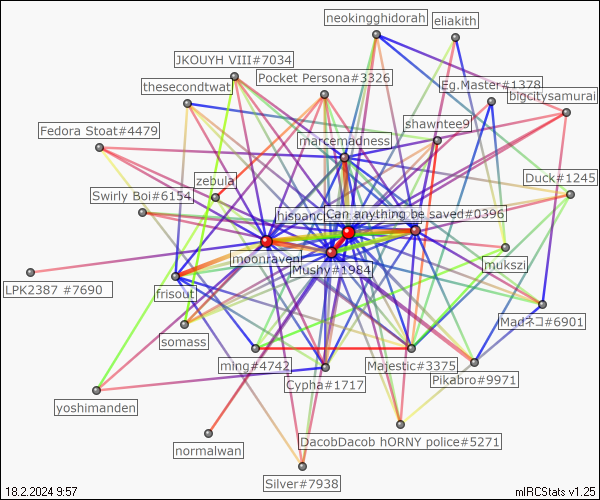 neokingghidorah
eliakith
JKOUYH VIII#7034
thesecondtwat
Pocket Persona#3326
Eg.Master#1378
bigcitysamurai
Fedora Stoat#4479
shawntee9i
marcemadness
zebula
Duck#1245
Swirly Boi#6154
hispanc
Can anything be saved#0396
moonraven
Mushy#1984
mukszi
LPK2387 #7690
frisout
Madネコ#6901
somass
ming#4742
Cypha#1717
Majestic#3375
Pikabro#9971
yoshimanden
normalwan
DacobDacob hORNY police#5271
Silver#7938
18.2.2024 9:57
mIRCStats v1.25